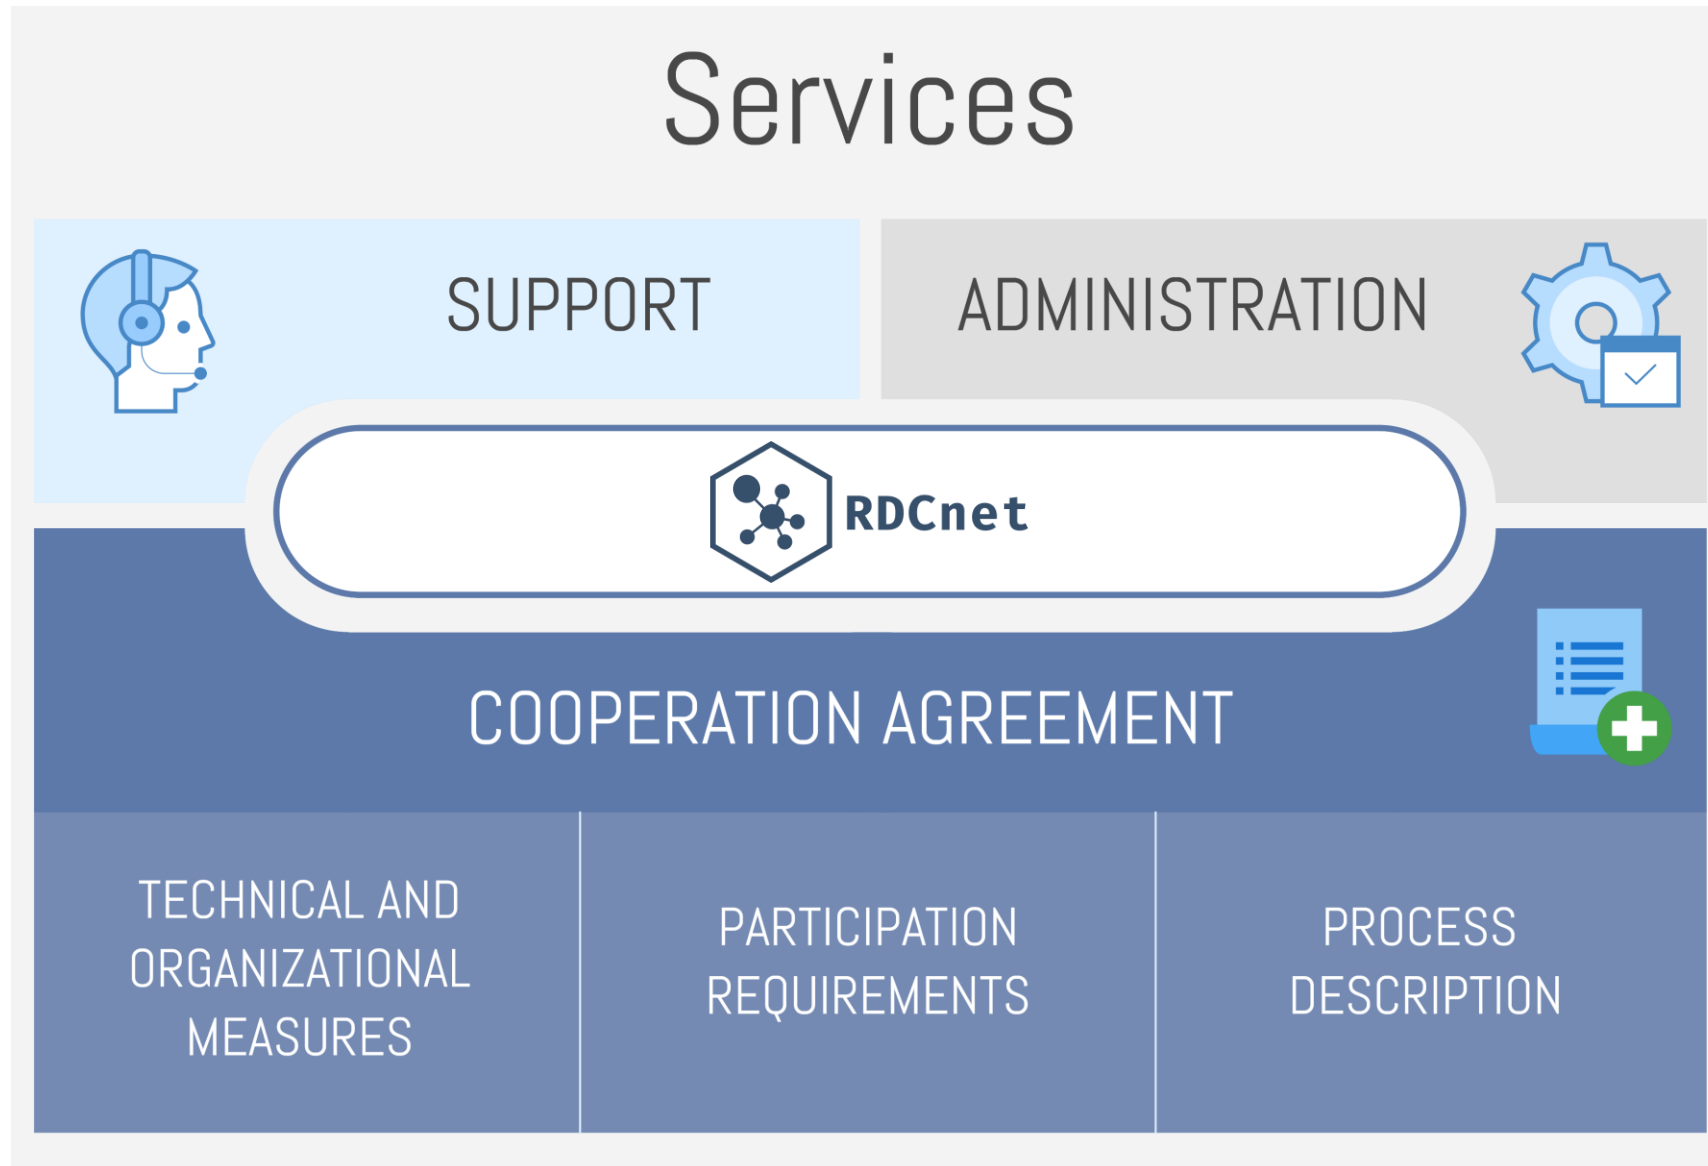 Services
SUPPORT
ADMINISTRATION
RDCnet
COOPERATION AGREEMENT
TECHNICAL AND
ORGANIZATIONAL
MEASURES
PARTICIPATION
REQUIREMENTS
PROCESS
DESCRIPTION